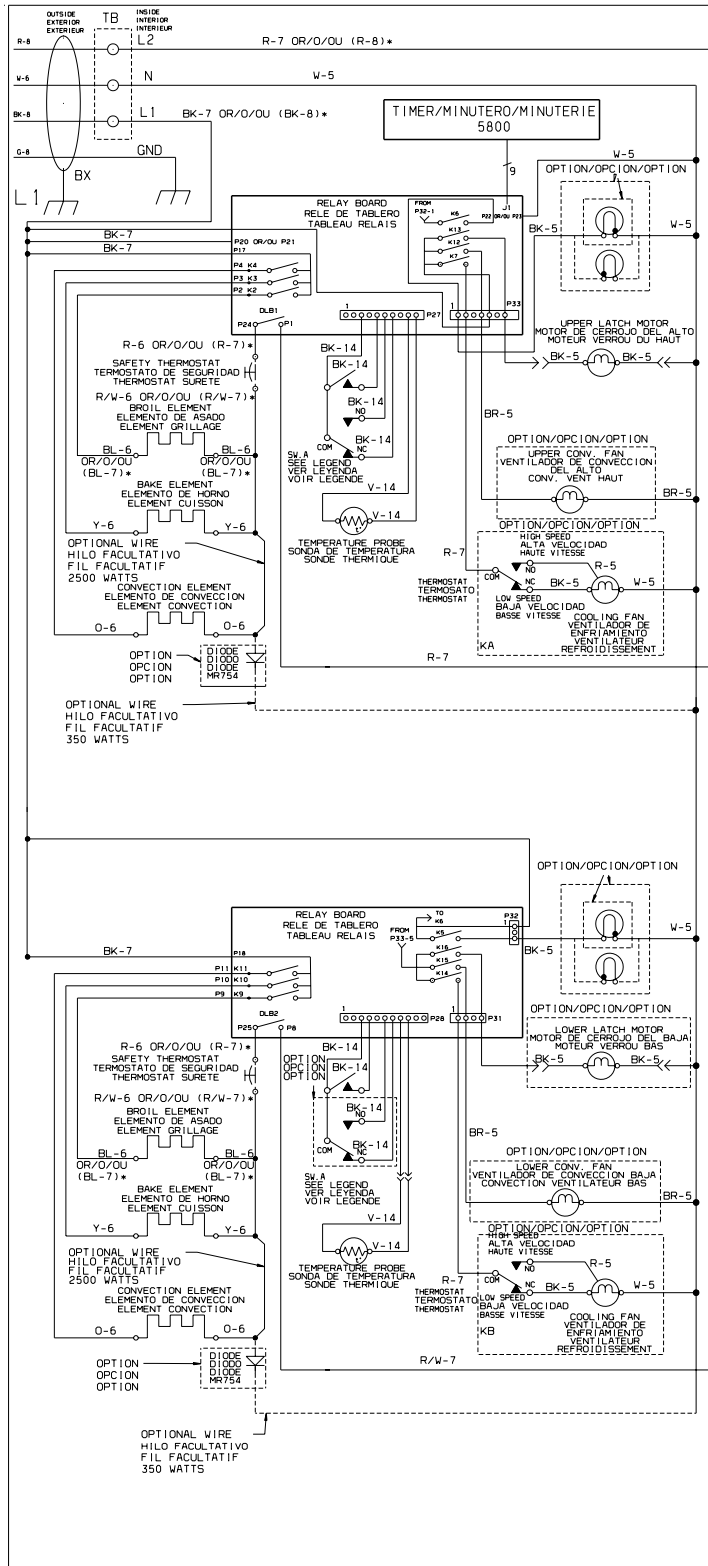 OUTSIDE
EXTERIOR
EXTERIEUR
TB
INSIDE
INTERIOR
INTERIEUR
R-8
L2
R-7 OR/O/OU (R-8)*
W-6
N
W-5
BK-8
L1
BK-7 OR/O/OU (BK-8)*
G-8
GND
BX
L1
TIMER/MINUTERO/MINUTERIE
5800
9
W-5
OPTION/OPCION/OPTION
RELAY BOARD
RELE DE TABLERO
TABLEAU RELAIS
FROM
P32-1
K6
J1
P22 OR/OU P23
K13
K12
K7
BK-5
W-5
BK-7
P20 OR/OU P21
BK-7
P17
P4 K4
P3 K3
P2 K2
DLB1
P24
P1
1
P27
1
P33
UPPER LATCH MOTOR
MOTOR DE CERROJO DEL ALTO
MOTEUR VERROU DU HAUT
BK-5
BK-5
R-6 OR/O/OU (R-7)*
SAFETY THERMOSTAT
TERMOSTATO DE SEGURIDAD
THERMOSTAT SURETE
R/W-6 OR/O/OU (R/W-7)*
BROIL ELEMENT
ELEMENTO DE ASADO
ELEMENT GRILLAGE
BL-6
OR/O/OU
(BL-7)*
BL-6
OR/O/OU
(BL-7)*
BAKE ELEMENT
ELEMENTO DE HORNO
ELEMENT CUISSON
Y-6
Y-6
OPTIONAL WIRE
HILO FACULTATIVO
FIL FACULTATIF
2500 WATTS
CONVECTION ELEMENT
ELEMENTO DE CONVECCION
ELEMENT CONVECTION
O-6
O-6
OPTION
OPCION
OPTION
DIODE
DIODO
DIODE
MR754
OPTIONAL WIRE
HILO FACULTATIVO
FIL FACULTATIF
350 WATTS
BK-14
BK-14
NO
BK-14
COM
NC
SW.A
SEE LEGEND
VER LEYENDA
VOIR LEGENDE
V-14
V-14
TEMPERATURE PROBE
SONDA DE TEMPERATURA
SONDE THERMIQUE
BR-5
OPTION/OPCION/OPTION
UPPER CONV. FAN
VENTILADOR DE CONVECCION
DEL ALTO
CONV. VENT HAUT
BR-5
OPTION/OPCION/OPTION
HIGH SPEED
ALTA VELOCIDAD
HAUTE VITESSE
R-7
NO
R-5
COM
NC
BK-5
W-5
THERMOSTAT
TERMOSATO
THERMOSTAT
LOW SPEED
BAJA VELOCIDAD
BASSE VITESSE
COOLING FAN
VENTILADOR DE
ENFRIAMIENTO
VENTILATEUR
REFROIDISSEMENT
KA
R-7
OPTION/OPCION/OPTION
RELAY BOARD
RELE DE TABLERO
TABLEAU RELAIS
TO
K6
P32
1
FROM
P33-5
K5
K16
K15
K14
BK-5
W-5
BK-7
P18
P11 K11
P10 K10
P9 K9
DLB2
P25
P8
1
P28
1
P31
OPTION/OPCION/OPTION
LOWER LATCH MOTOR
MOTOR DE CERROJO DEL BAJA
MOTEUR VERROU BAS
BK-5
BK-5
R-6 OR/O/OU (R-7)*
SAFETY THERMOSTAT
TERMOSTATO DE SEGURIDAD
THERMOSTAT SURETE
R/W-6 OR/O/OU (R/W-7)*
BROIL ELEMENT
ELEMENTO DE ASADO
ELEMENT GRILLAGE
BL-6
OR/O/OU
(BL-7)*
BL-6
OR/O/OU
(BL-7)*
BAKE ELEMENT
ELEMENTO DE HORNO
ELEMENT CUISSON
Y-6
Y-6
OPTIONAL WIRE
HILO FACULTATIVO
FIL FACULTATIF
2500 WATTS
CONVECTION ELEMENT
ELEMENTO DE CONVECCION
ELEMENT CONVECTION
O-6
O-6
OPTION
OPCION
OPTION
DIODE
DIODO
DIODE
MR754
OPTIONAL WIRE
HILO FACULTATIVO
FIL FACULTATIF
350 WATTS
BK-14
OPTION
OPCION
OPTION
BK-14
BK-14
NO
BK-14
COM
NC
SW.A
SEE LEGEND
VER LEYENDA
VOIR LEGENDE
V-14
V-14
TEMPERATURE PROBE
SONDA DE TEMPERATURA
SONDE THERMIQUE
BR-5
OPTION/OPCION/OPTION
LOWER CONV. FAN
VENTILADOR DE CONVECCION BAJA
CONVECTION VENTILATEUR BAS
BR-5
OPTION/OPCION/OPTION
HIGH SPEED
ALTA VELOCIDAD
HAUTE VITESSE
R-7
NO
R-5
COM
NC
BK-5
W-5
THERMOSTAT
TERMOSTATO
THERMOSTAT
LOW SPEED
BAJA VELOCIDAD
BASSE VITESSE
KB
COOLING FAN
VENTILADOR DE
ENFRIAMIENTO
VENTILATEUR
REFROIDISSEMENT
R/W-7